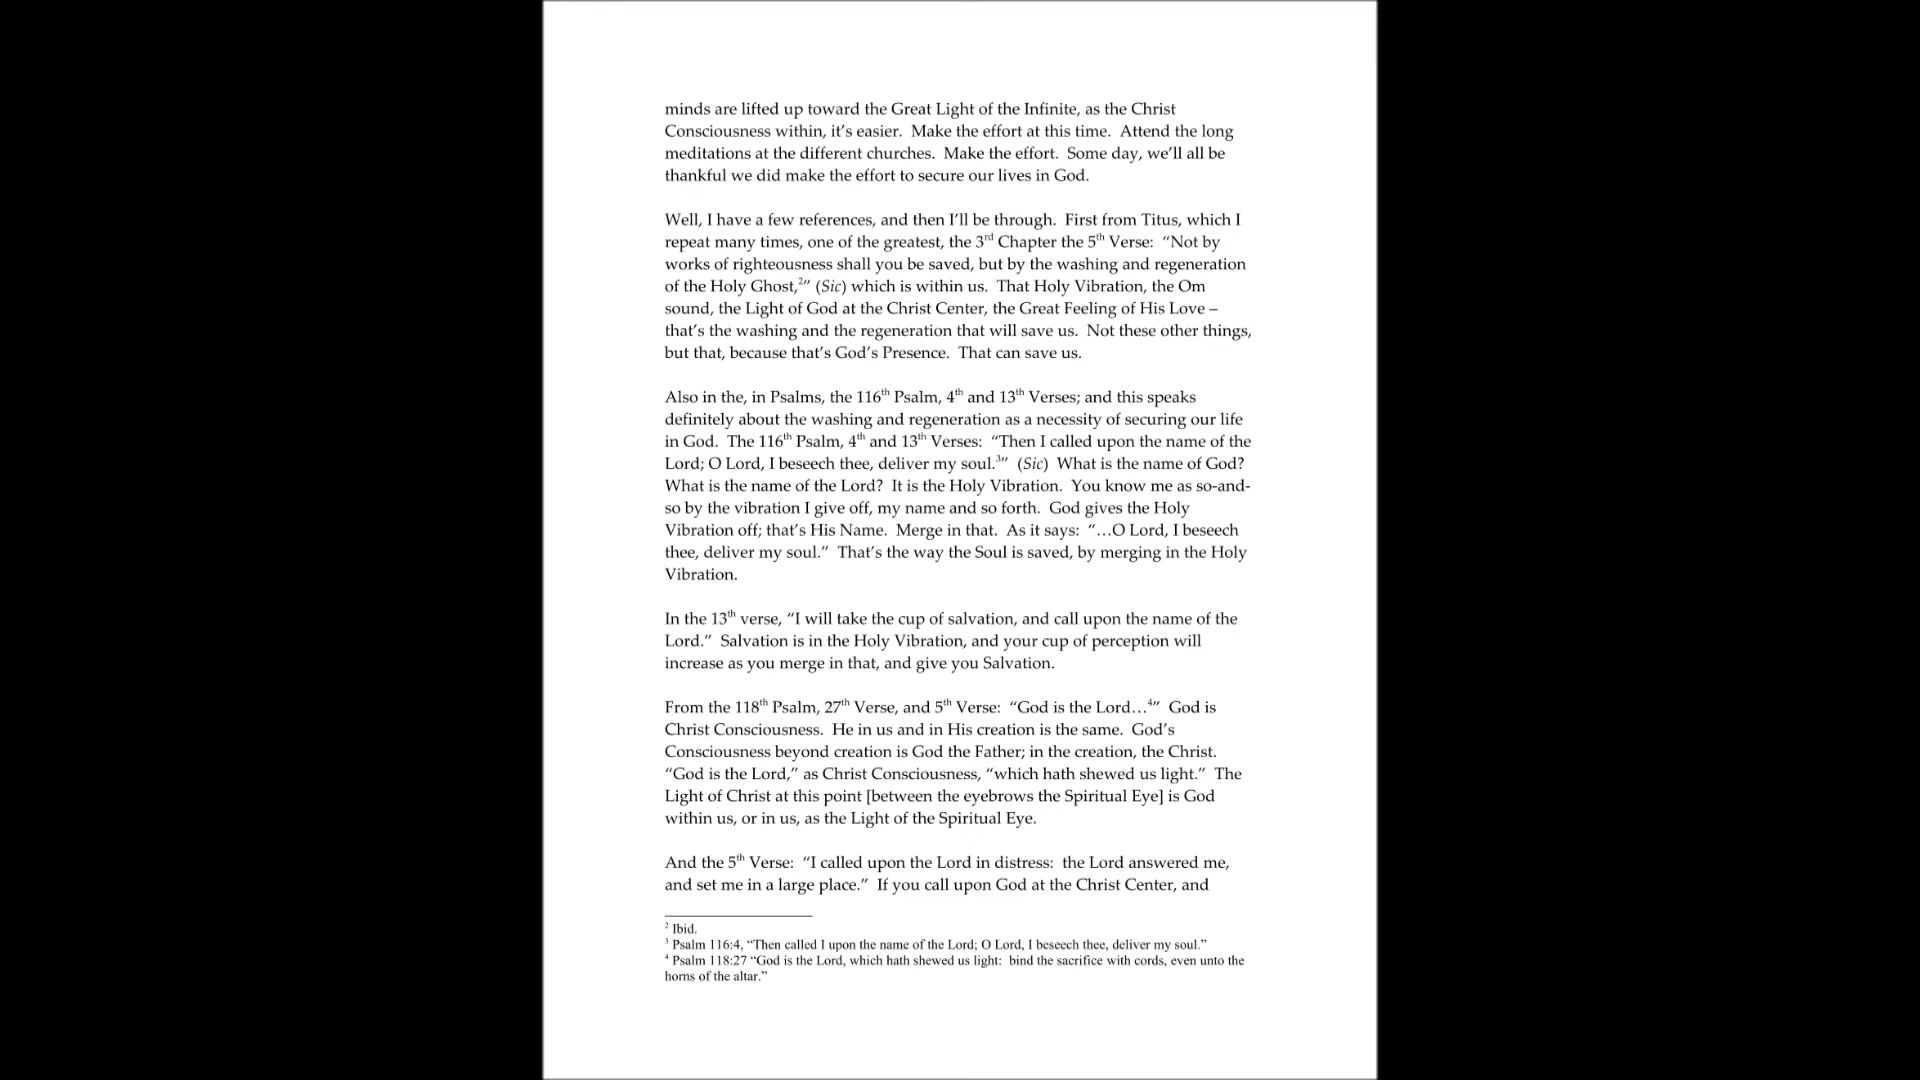 minds are lifted up toward the Great Light of the Infinite, as the Christ
Consciousness within, it's easier.  Make the effort at this time.  Attend the long
meditations at the different churches.  Make the effort.  Some day, we'll all be
thankful we did make the effort to secure our lives in God.
Well, I have a few references, and then I'll be through.  First from Titus, which I
repeat many times, one of the greatest, the 3rd Chapter the 5th Verse:  “Not by
works of righteousness shall you be saved, but by the washing and regeneration
of the Holy Ghost,2” (Sic) which is within us.  That Holy Vibration, the Om
sound, the Light of God at the Christ Center, the Great Feeling of His Love –
that's the washing and the regeneration that will save us.  Not these other things,
but that, because that's God's Presence.  That can save us.
Also in the, in Psalms, the 116th Psalm, 4th and 13th Verses; and this speaks
definitely about the washing and regeneration as a necessity of securing our life
in God.  The 116th Psalm, 4th and 13th Verses:  “Then I called upon the name of the
Lord; O Lord, I beseech thee, deliver my soul.3”  (Sic)  What is the name of God?
What is the name of the Lord?  It is the Holy Vibration.  You know me as so-and-
so by the vibration I give off, my name and so forth.  God gives the Holy
Vibration off; that's His Name.  Merge in that.  As it says:  “…O Lord, I beseech
thee, deliver my soul.”  That's the way the Soul is saved, by merging in the Holy
Vibration.
In the 13th verse, “I will take the cup of salvation, and call upon the name of the
Lord.”  Salvation is in the Holy Vibration, and your cup of perception will
increase as you merge in that, and give you Salvation.
From the 118th Psalm, 27th Verse, and 5th Verse:  “God is the Lord…4”  God is
Christ Consciousness.  He in us and in His creation is the same.  God's
Consciousness beyond creation is God the Father; in the creation, the Christ.
“God is the Lord,” as Christ Consciousness, “which hath shewed us light.”  The
Light of Christ at this point [between the eyebrows the Spiritual Eye] is God
within us, or in us, as the Light of the Spiritual Eye.
And the 5th Verse:  “I called upon the Lord in distress:  the Lord answered me,
and set me in a large place.”  If you call upon God at the Christ Center, and
2 Ibid.
3 Psalm 116:4, “Then called I upon the name of the Lord; O Lord, I beseech thee, deliver my soul.”
4 Psalm 118:27 “God is the Lord, which hath shewed us light:  bind the sacrifice with cords, even unto the
horns of the altar.”